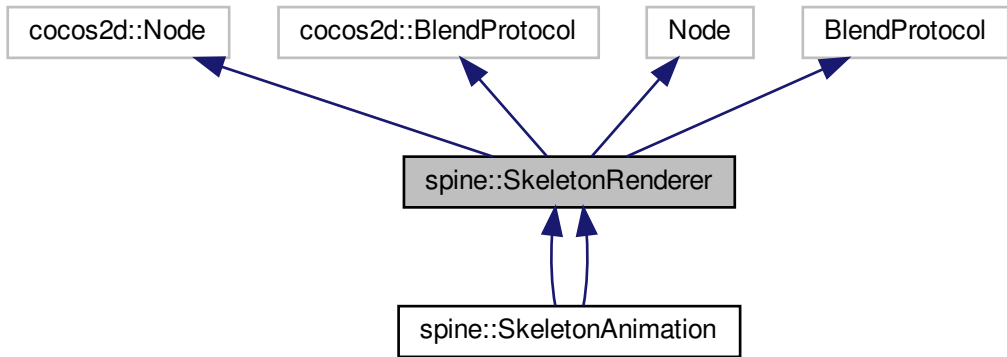 cocos2d::Node
cocos2d::BlendProtocol
Node
BlendProtocol
spine::SkeletonRenderer
spine::SkeletonAnimation